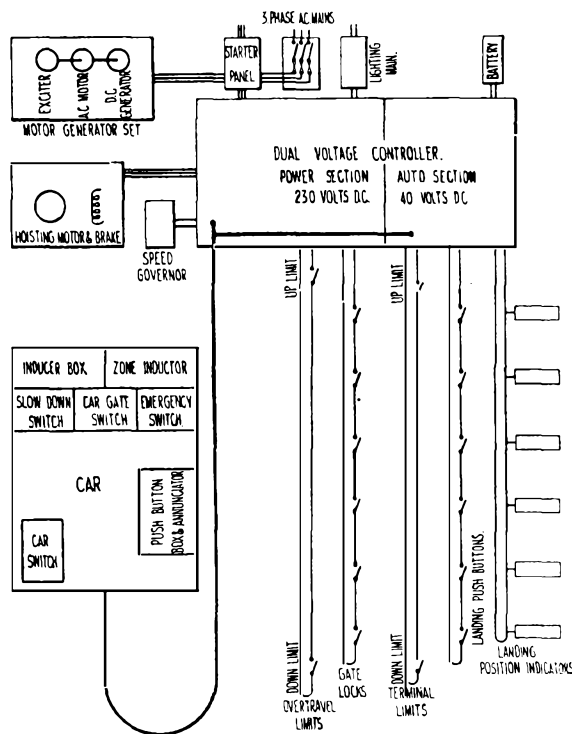 3 PHASE AC MAINS
STARTER
PANEL
LIGHTING
MAIN.
BATTERY
EXCITER
AC MOTOR
D.C.
GENERATOR
MOTOR GENERATOR SET
DUAL VOLTAGE CONTROLLER.
POWER SECTION
230 VOLTS D.C.
AUTO SECTION
40 VOLTS DC
HOISTING MOTOR & BRAKE
SPEED
GOVERNOR
UP LIMIT
UP LIMIT
INDUCER BOX
ZONE INDUCTOR
SLOW DOWN
SWITCH
CAR GATE
SWITCH
EMERGENCY
SWITCH
CAR
PUSH BUTTON
BOX & ANNUNCIATOR
CAR
SWITCH
LANDING PUSH BUTTONS.
DOWN LIMIT
DOWN LIMIT
OVERTRAVEL
LIMITS
GATE
LOCKS
TERMINAL
LIMITS
LANDING
POSITION INDICATORS